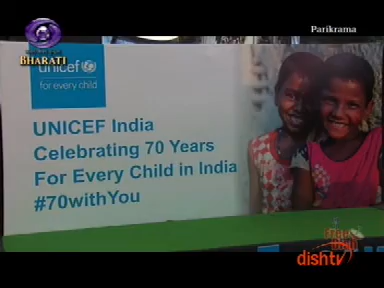 Parikrama
BHARATI
unicef
for every child
UNICEF India
Celebrating 70 Years
For Every Child in India
#70withYou
dishtv